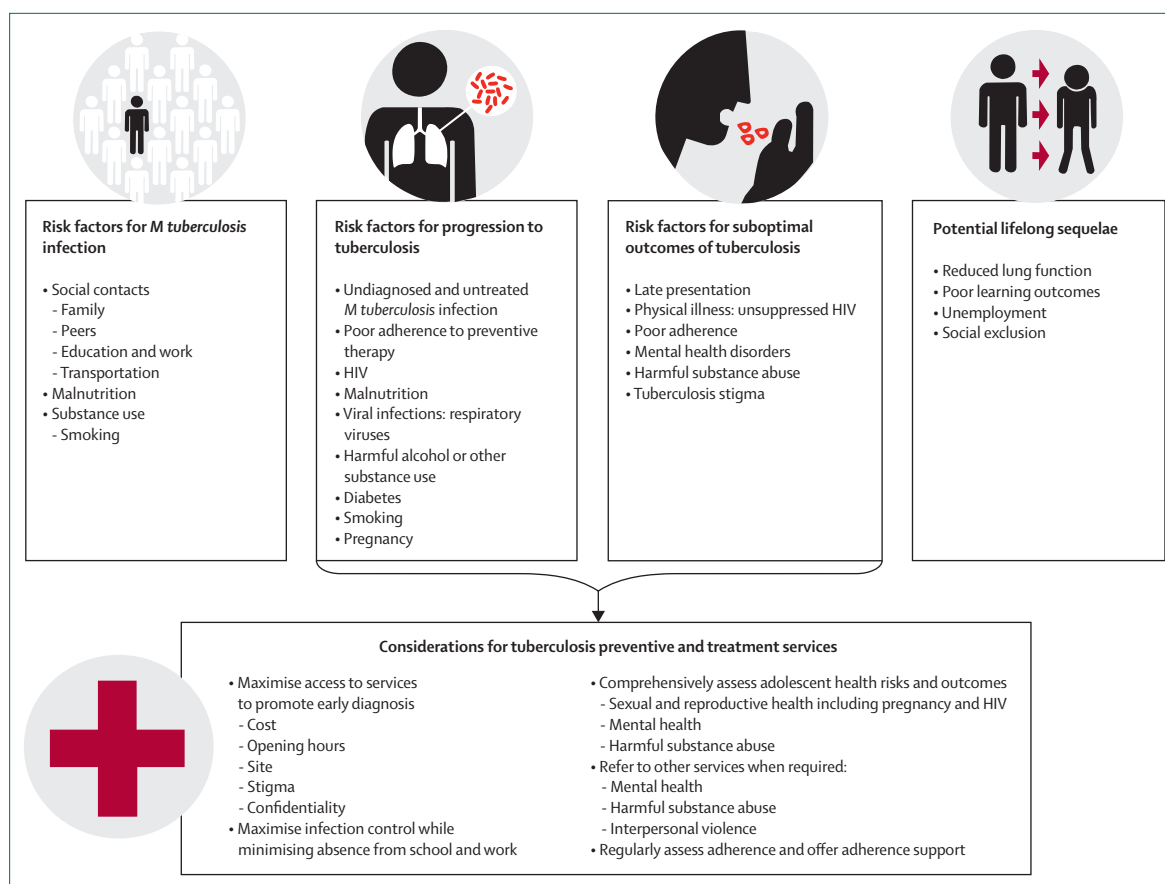 Risk factors for M tuberculosis
infection
• Social contacts
- Family
- Peers
- Education and work
- Transportation
• Malnutrition
• Substance use
- Smoking
Risk factors for progression to
tuberculosis
• Undiagnosed and untreated
M tuberculosis infection
• Poor adherence to preventive
therapy
• HIV
• Malnutrition
• Viral infections: respiratory
viruses
• Harmful alcohol or other
substance use
• Diabetes
• Smoking
• Pregnancy
Risk factors for suboptimal
outcomes of tuberculosis
• Late presentation
• Physical illness: unsuppressed HIV
• Poor adherence
• Mental health disorders
• Harmful substance abuse
• Tuberculosis stigma
Potential lifelong sequelae
• Reduced lung function
• Poor learning outcomes
• Unemployment
• Social exclusion
Considerations for tuberculosis preventive and treatment services
• Maximise access to services
to promote early diagnosis
- Cost
- Opening hours
- Site
- Stigma
- Confidentiality
• Maximise infection control while
minimising absence from school and work
• Comprehensively assess adolescent health risks and outcomes
- Sexual and reproductive health including pregnancy and HIV
- Mental health
- Harmful substance abuse
• Refer to other services when required:
- Mental health
- Harmful substance abuse
- Interpersonal violence
• Regularly assess adherence and offer adherence support